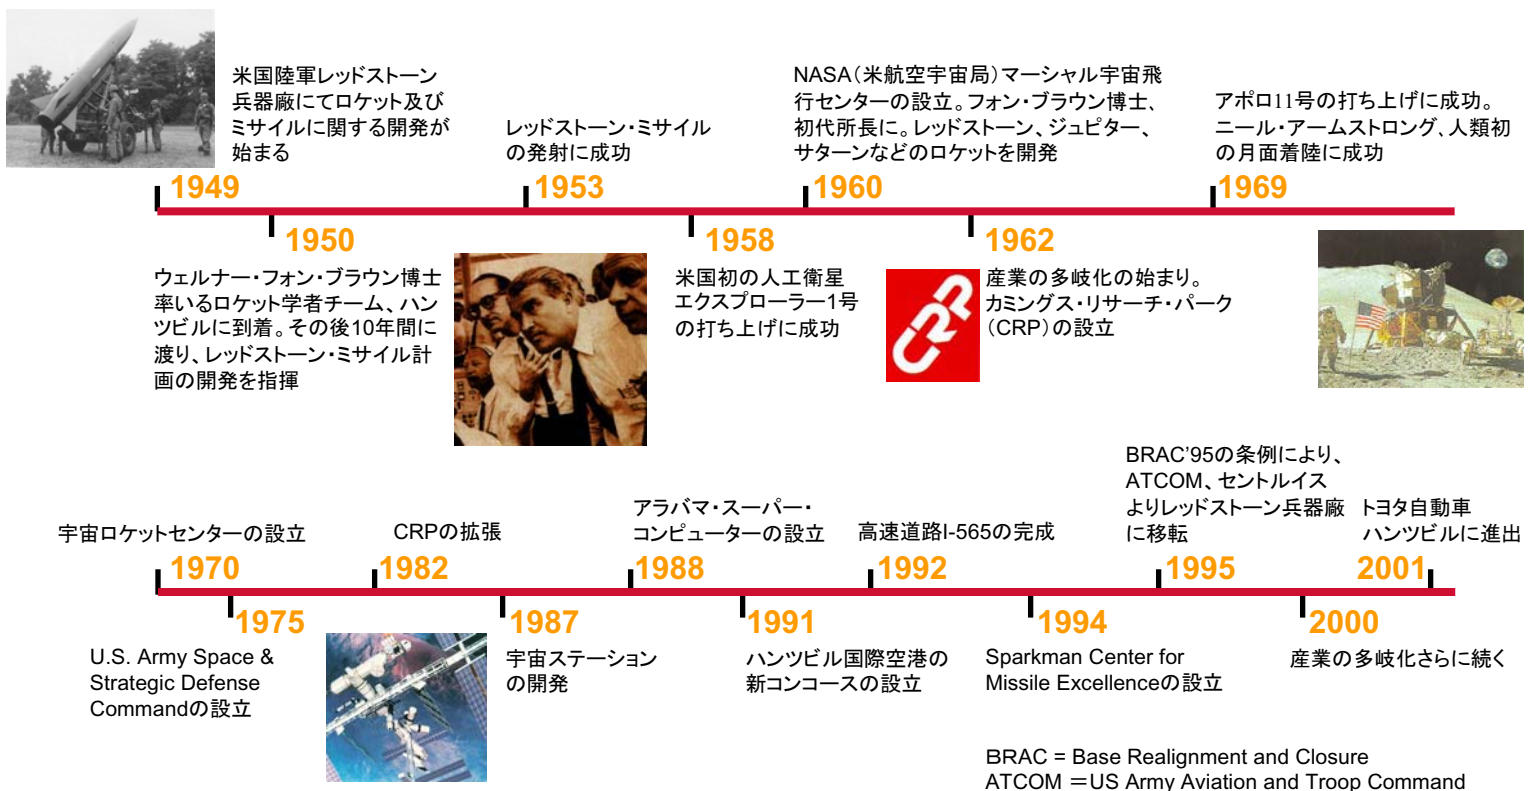 米国陸軍レッドストーン
兵器廠にてロケット及び
ミサイルに関する開発が
始まる
1949
レッドストーン・ミサイル
の発射に成功
1953
NASA（米航空宇宙局）マーシャル宇宙飛
行センターの設立。フォン・ブラウン博士、
初代所長に。レッドストーン、ジュピター、
サターンなどのロケットを開発
1960
アポロ11号の打ち上げに成功。
ニール・アームストロング、人類初
の月面着陸に成功
1969
1950
ウェルナー・フォン・ブラウン博士
率いるロケット学者チーム、ハン
ツビルに到着。その後10年間に
渡り、レッドストーン・ミサイル計
画の開発を指揮
1958
米国初の人工衛星
エクスプローラー1号
の打ち上げに成功
CRP
1962
産業の多岐化の始まり。
カミングス・リサーチ・パーク
（CRP）の設立
宇宙ロケットセンターの設立
1970
CRPの拡張
1982
アラバマ・スーパー・
コンピューターの設立
1988
高速道路I-565の完成
1992
BRAC’95の条例により、
ATCOM、セントルイス
よりレッドストーン兵器廠
に移転
1995
トヨタ自動車
ハンツビルに進出
2001
1975
U.S. Army Space &
Strategic Defense
Commandの設立
1987
宇宙ステーション
の開発
1991
ハンツビル国際空港の
新コンコースの設立
1994
Sparkman Center for
Missile Excellenceの設立
2000
産業の多岐化さらに続く
BRAC = Base Realignment and Closure
ATCOM ＝US Army Aviation and Troop Command